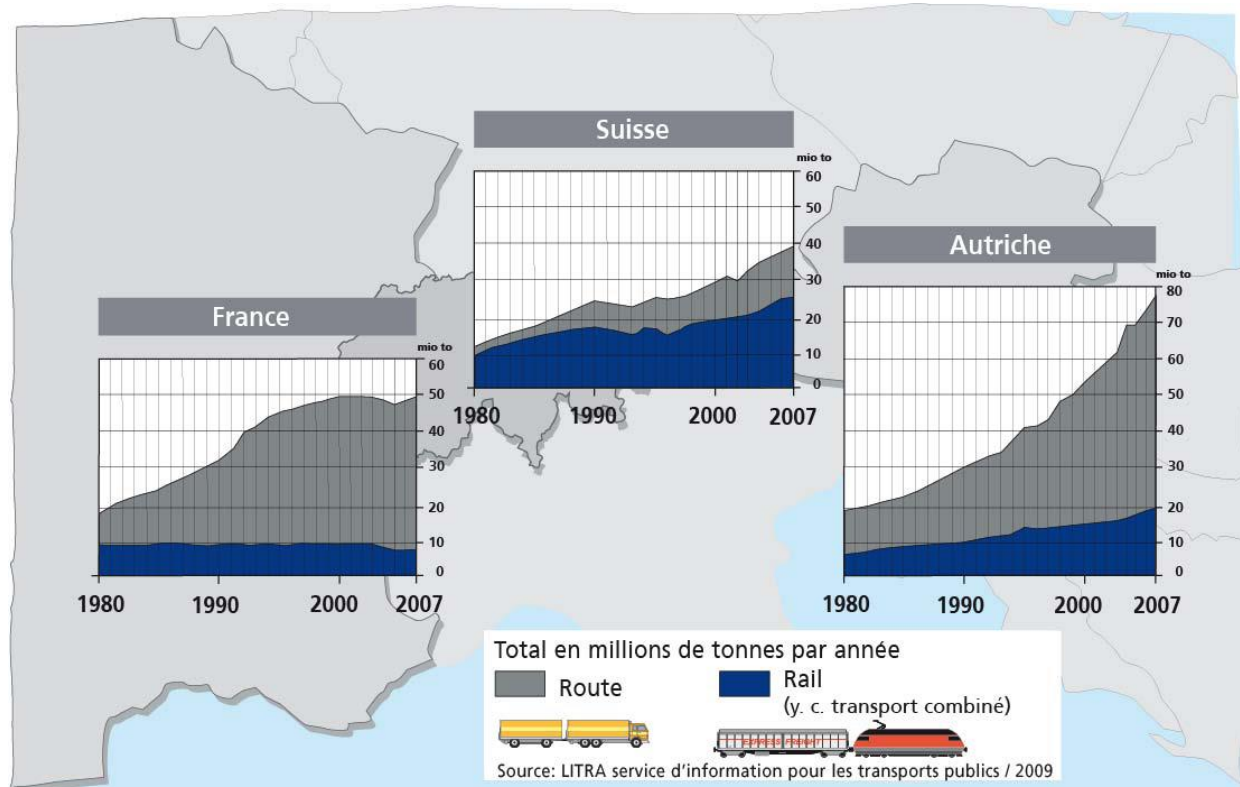 Suisse
mio to
60
50
40
30
20
10
0
1980 1990 2000 2007
Autriche
mio to
80
70
60
50
40
30
20
10
0
1980 1990 2000 2007
France
mio to
60
50
40
30
20
10
0
1980 1990 2000 2007
Total en millions de tonnes par année
Route
Rail
(y. c. transport combiné)
EXPRESS FREIGHT
Source: LITRA service d'information pour les transports publics / 2009